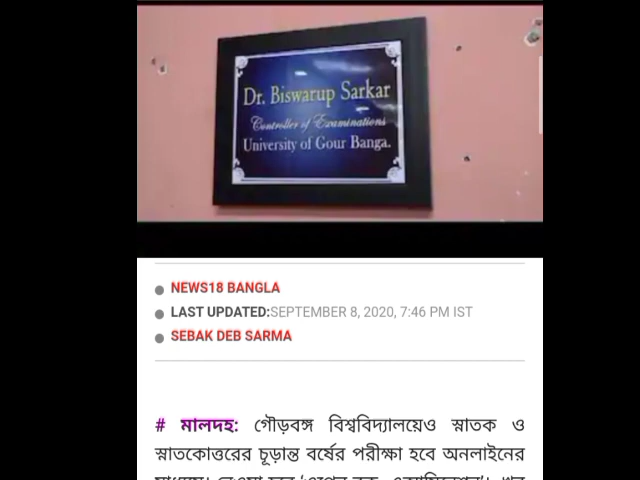 Dr. Biswarup Sarkar
Controller of Examinations
University of Gour Banga.
NEWS18 BANGLA
LAST UPDATED:SEPTEMBER 8, 2020, 7:46 PM IST
SEBAK DEB SARMA
# মালদহ: গৌড়বঙ্গ বিশ্ববিদ্যালয়েও স্নাতক ও
স্নাতকোত্তরের চূড়ান্ত বর্ষের পরীক্ষা হবে অনলাইনের